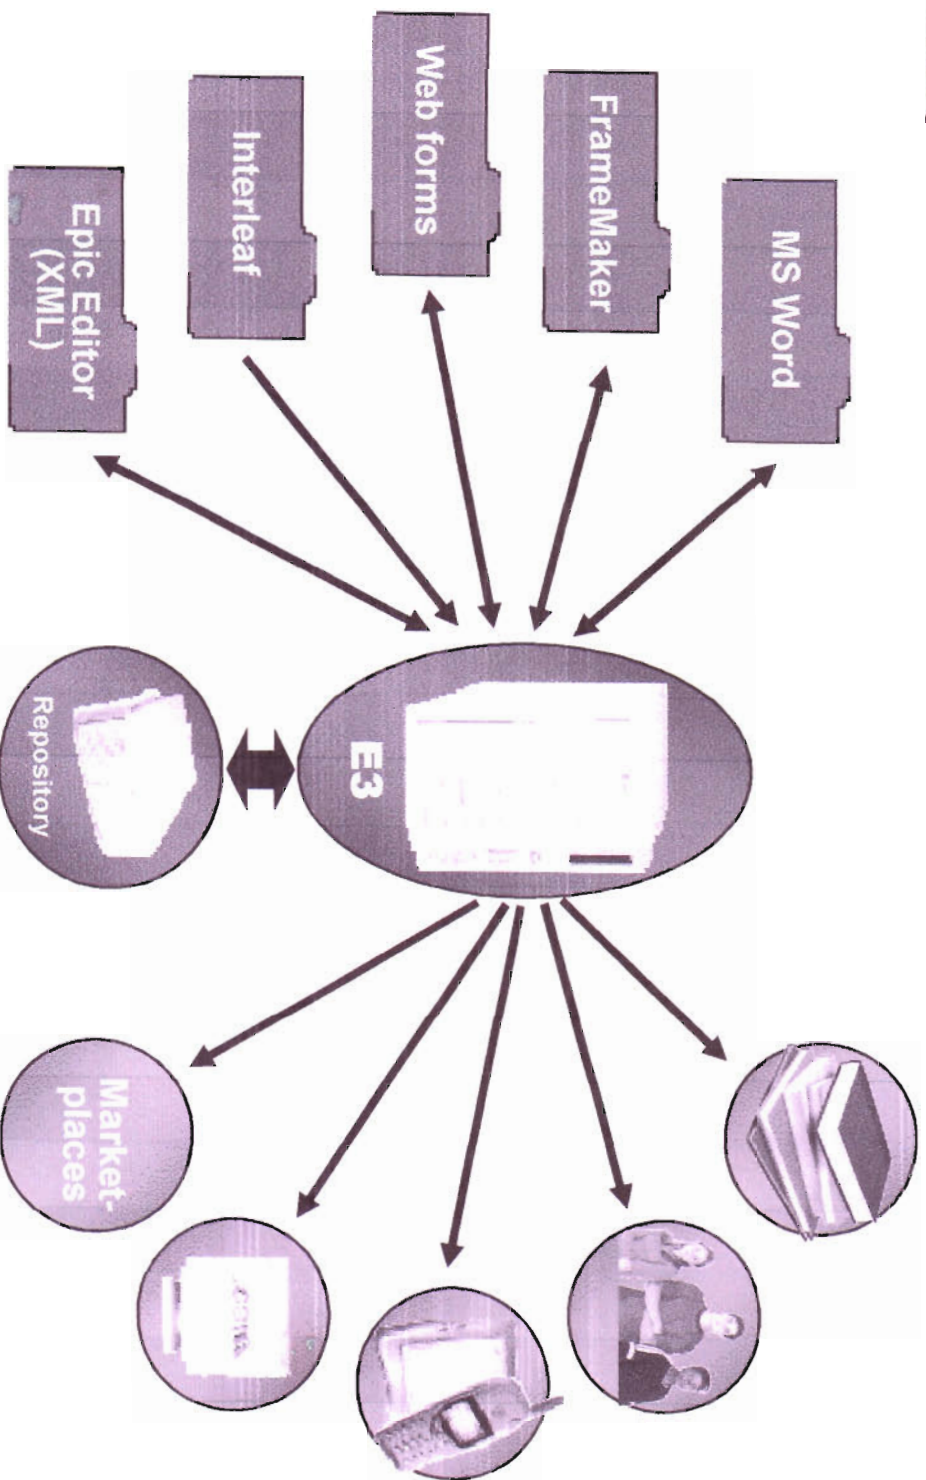 MS Word
FrameMaker
Web forms
Interleaf
Epic Editor
(XML)
E3
Repository
Market-
places